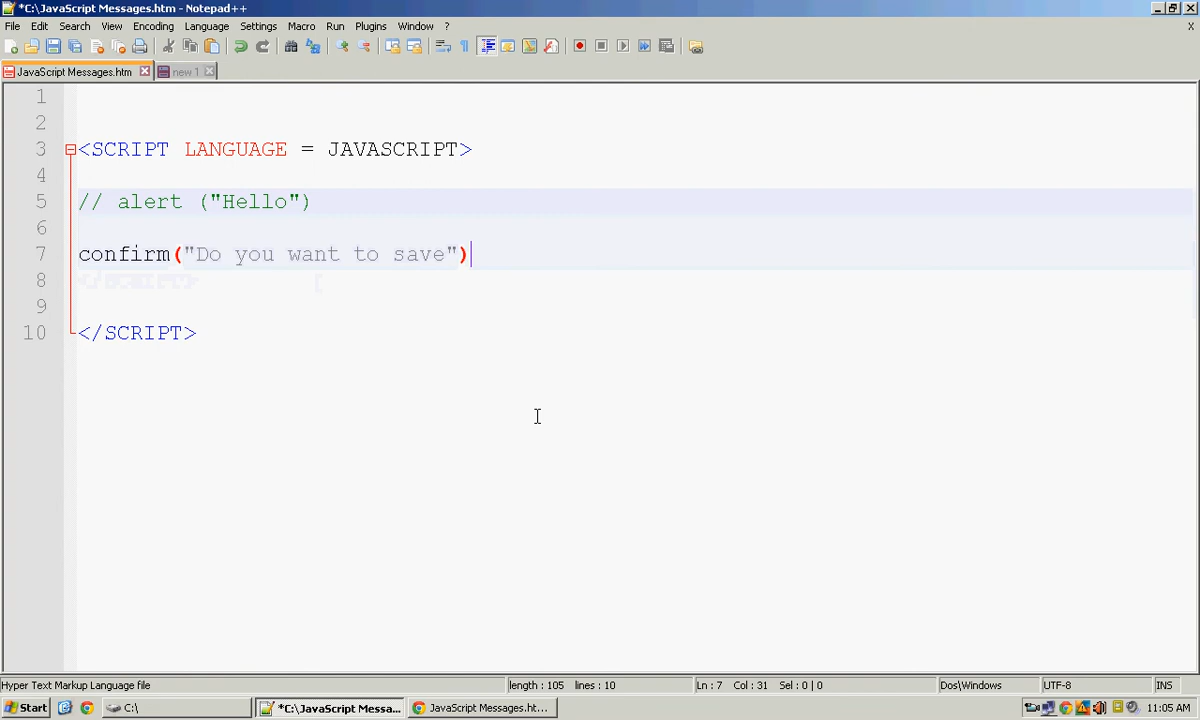 *C:\JavaScript Messages.htm - Notepad++
File Edit Search View Encoding Settings Language Macro Run Plugins Window ?
X
JavaScript Messages.htm new 1
1
2
3 <SCRIPT LANGUAGE = JAVASCRIPT>
4
5 // alert ("Hello")
6
7 confirm("Do you want to save")
8
9
10 </SCRIPT>
Hyper Text Markup Language file length : 105 lines : 10 Ln : 7 Col : 31 Sel : 0 | 0 Dos\Windows UTF-8 INS
Start C:\ *C:\JavaScript Messa... JavaScript Messages.ht... 11:05 AM